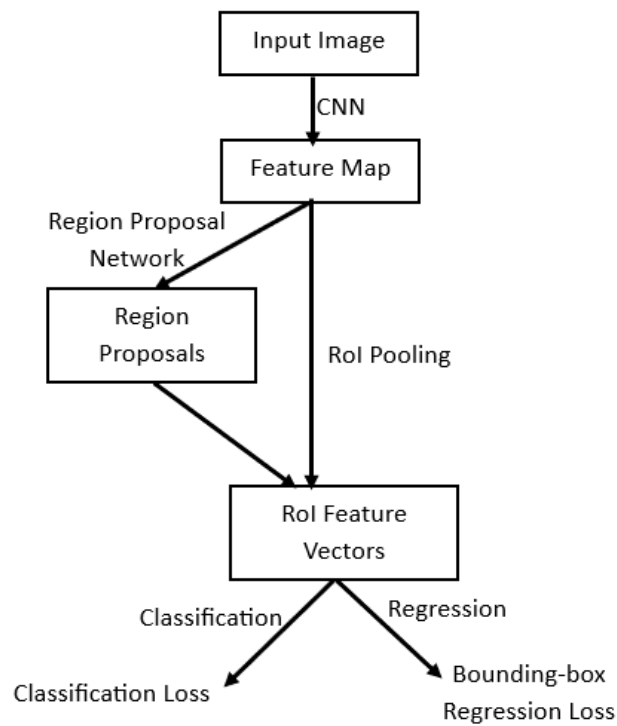 Input Image
CNN
Feature Map
Region Proposal
Network
Region
Proposals
RoI Pooling
RoI Feature
Vectors
Classification
Regression
Classification Loss
Bounding-box
Regression Loss